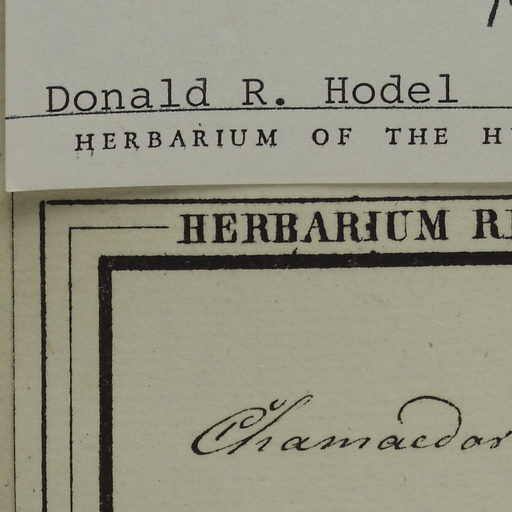 Donald R. Hodel
HERBARIUM OF THE H
HERBARIUM R
Chamaedor